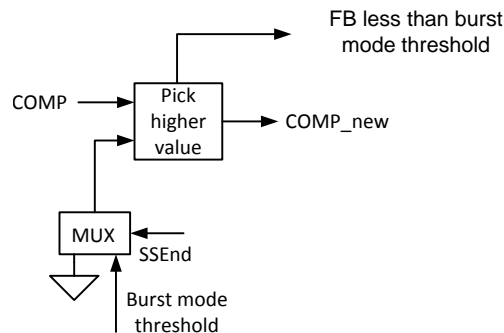 FB less than burst
mode threshold
COMP
Pick
higher
value
COMP_new
MUX
SSEnd
Burst mode
threshold